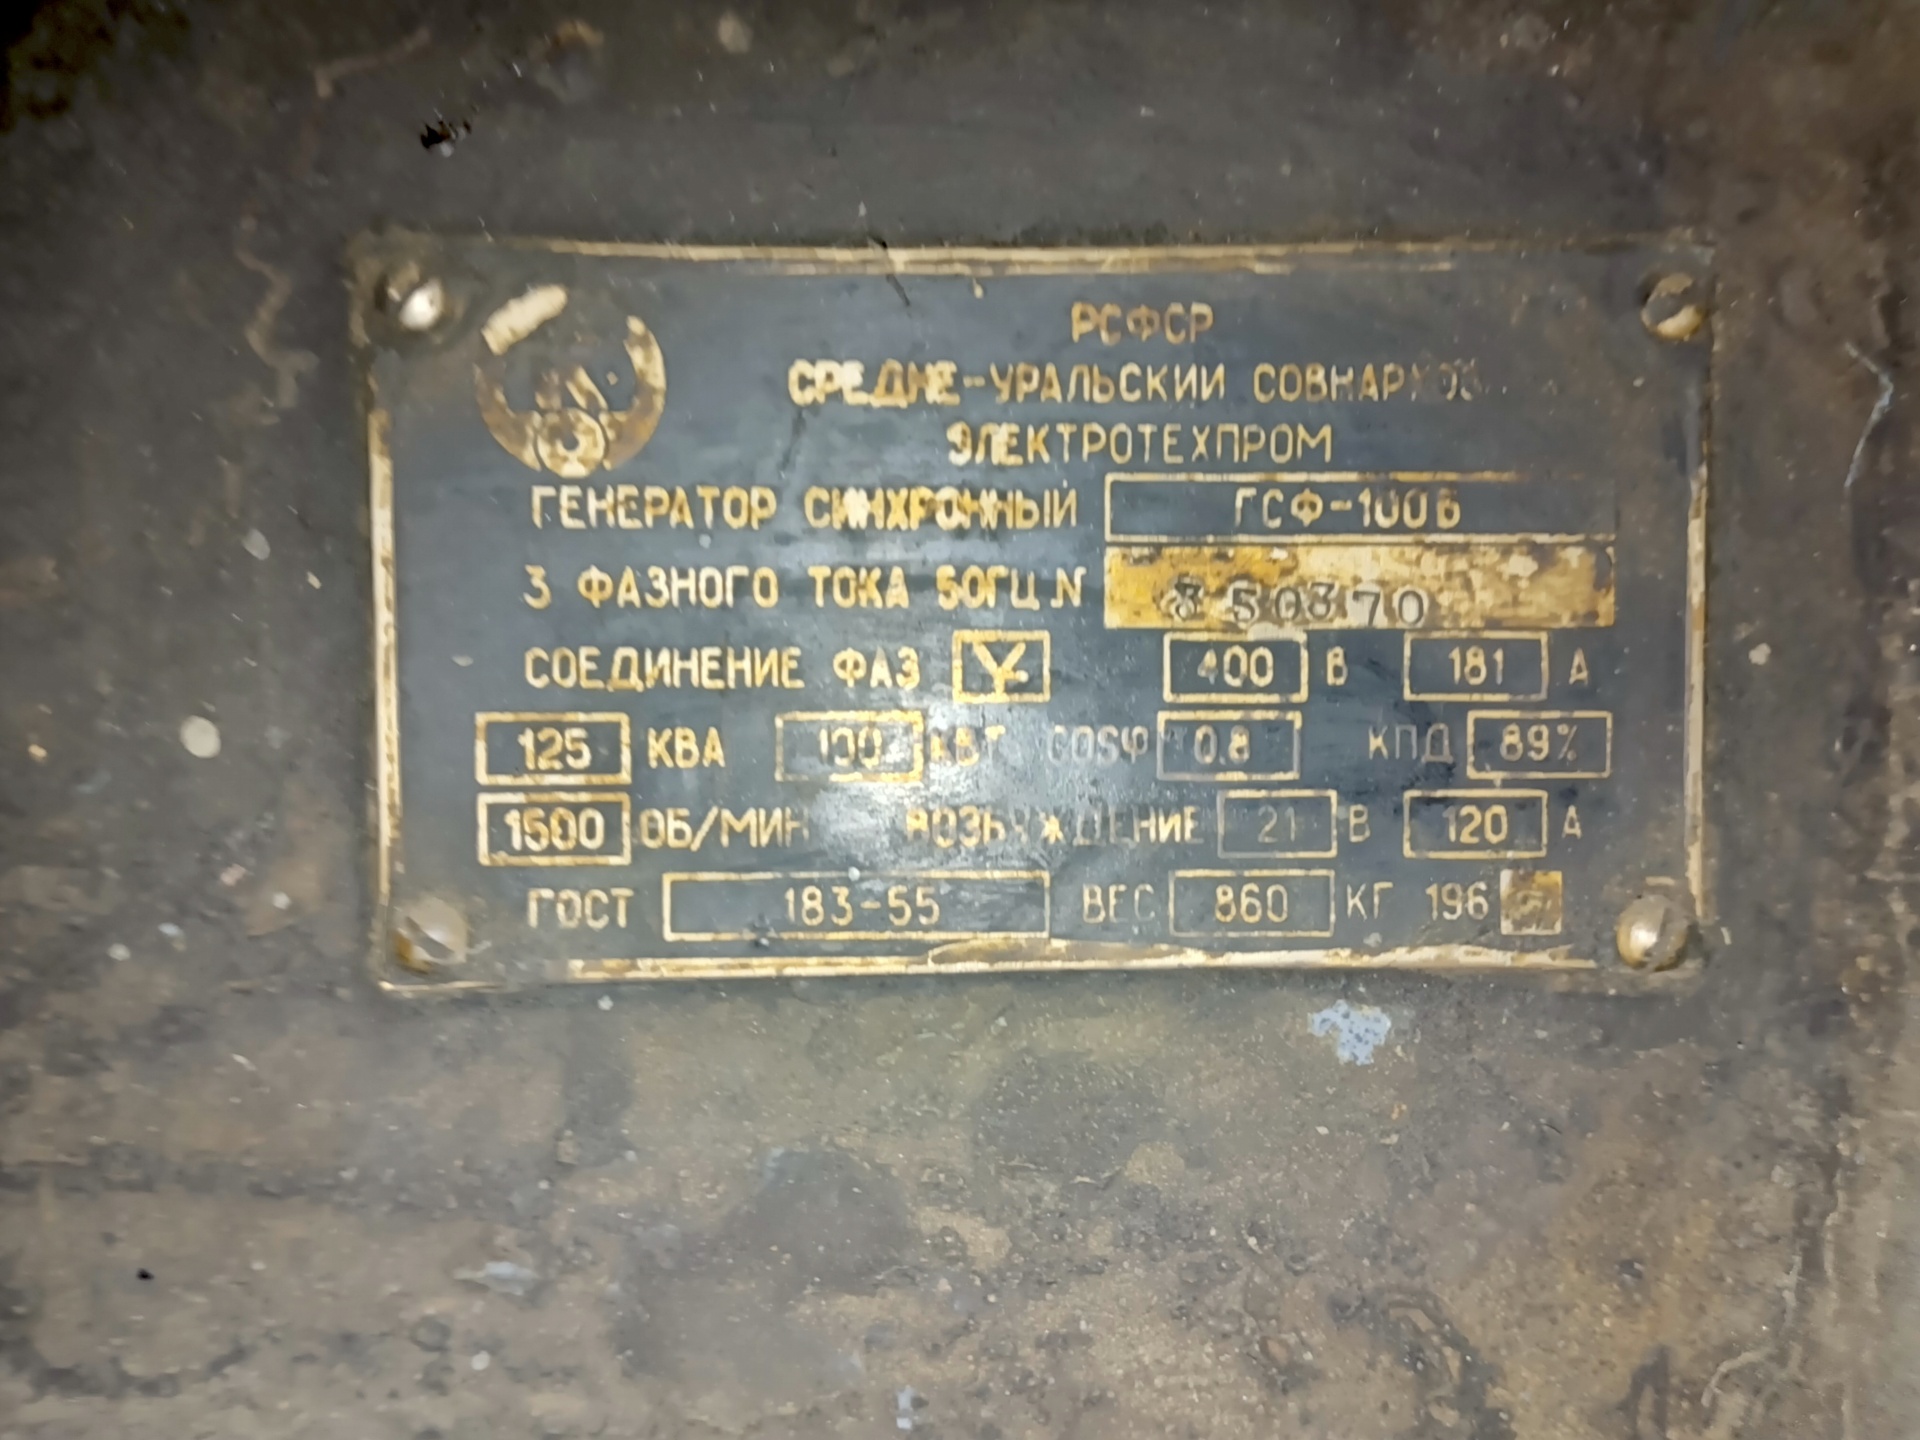 РСФСР
СРЕДНЕ-УРАЛЬСКИЙ СОВНАРХОЗ
ЭЛЕКТРОТЕХПРОМ
ГЕНЕРАТОР СИНХРОННЫЙ ГСФ-100Б
3 ФАЗНОГО ТОКА 50ГЦ N 350370
СОЕДИНЕНИЕ ФАЗ Y 400 В 181 А
125 КВА 100 КВТ COSφ 0.8 КПД 89%
1500 ОБ/МИН ВОЗБУЖДЕНИЕ 21 В 120 А
ГОСТ 183-55 ВЕС 860 КГ 196